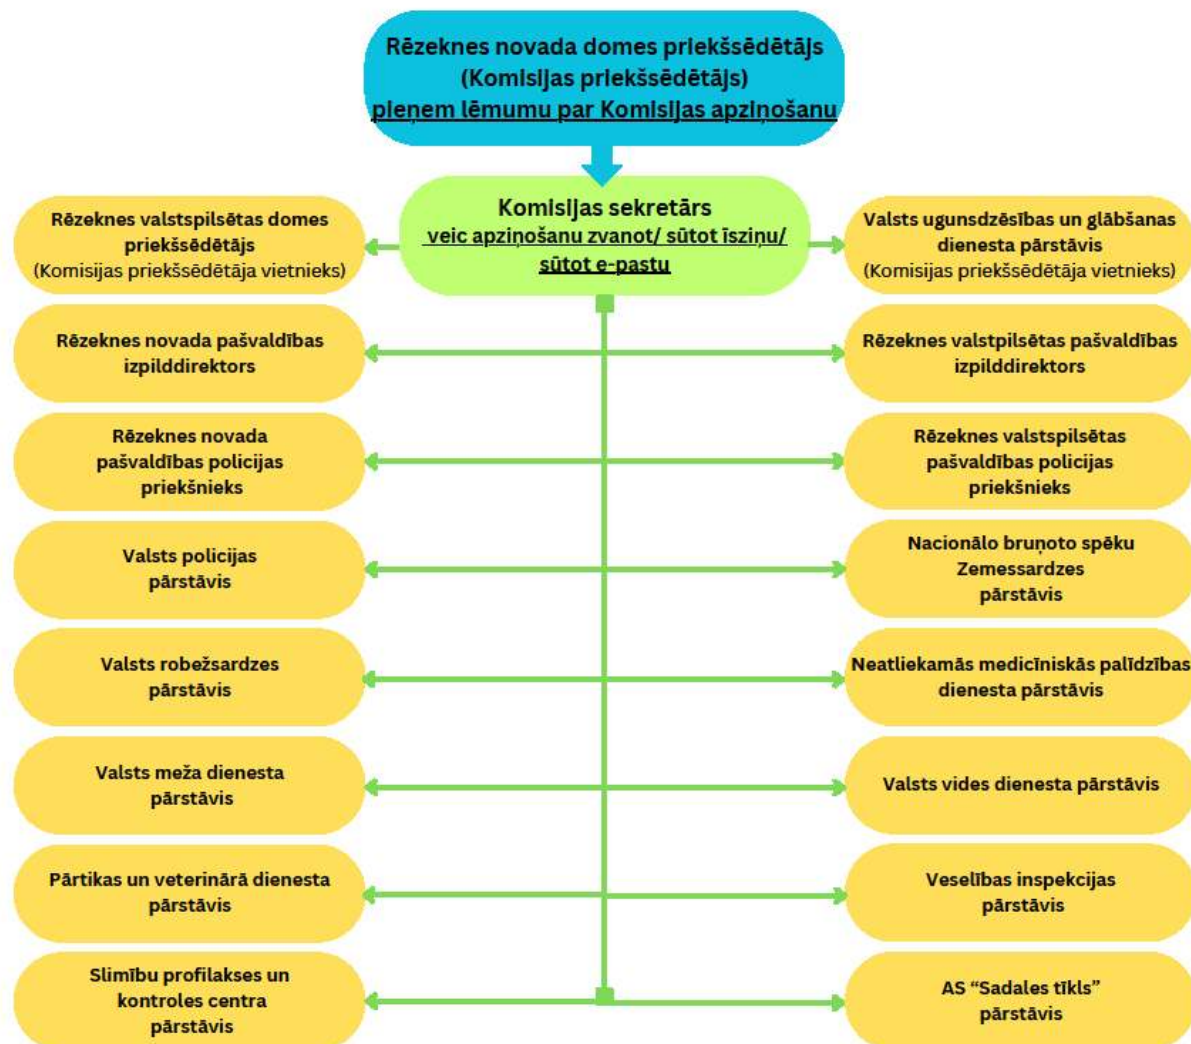 Rēzeknes novada domes priekšsēdētājs
(Komisijas priekšsēdētājs)
pieņem lēmumu par Komisijas apziņošanu
Komisijas sekretārs
veic apziņošanu zvanot/ sūtot īsziņu/
sūtot e-pastu
Rēzeknes valstspilsētas domes
priekšsēdētājs
(Komisijas priekšsēdētāja vietnieks)
Valsts ugunsdzēsības un glābšanas
dienesta pārstāvis
(Komisijas priekšsēdētāja vietnieks)
Rēzeknes novada pašvaldības
izpilddirektors
Rēzeknes valstpilsētas pašvaldības
izpilddirektors
Rēzeknes novada
pašvaldības policijas
priekšnieks
Rēzeknes valstspilsētas
pašvaldības policijas
priekšnieks
Valsts policijas
pārstāvis
Nacionālo bruņoto spēku
Zemessardzes
pārstāvis
Valsts robežsardzes
pārstāvis
Neatliekamās medicīniskās palīdzības
dienesta pārstāvis
Valsts meža dienesta
pārstāvis
Valsts vides dienesta pārstāvis
Pārtikas un veterinārā dienesta
pārstāvis
Veselības inspekcijas
pārstāvis
Slimību profilakses un
kontroles centra
pārstāvis
AS “Sadales tīkls”
pārstāvis